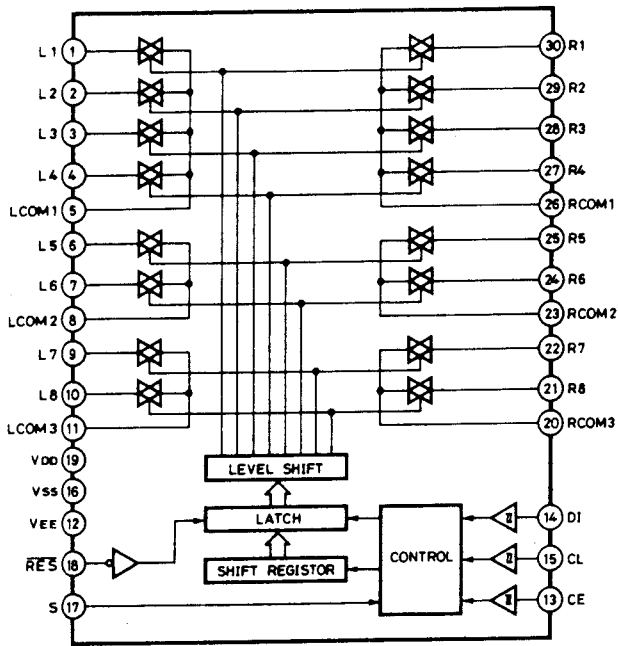 L1 1 30 R1
L2 2 29 R2
L3 3 28 R3
L4 4 27 R4
LCOM1 5 26 RCOM1
L5 6 25 R5
L6 7 24 R6
LCOM2 8 23 RCOM2
L7 9 22 R7
L8 10 21 R8
LCOM3 11 20 RCOM3
VDD 19
LEVEL SHIFT
VSS 16
VEE 12
LATCH
14 DI
RES 18
SHIFT REGISTOR
CONTROL
15 CL
S 17
13 CE